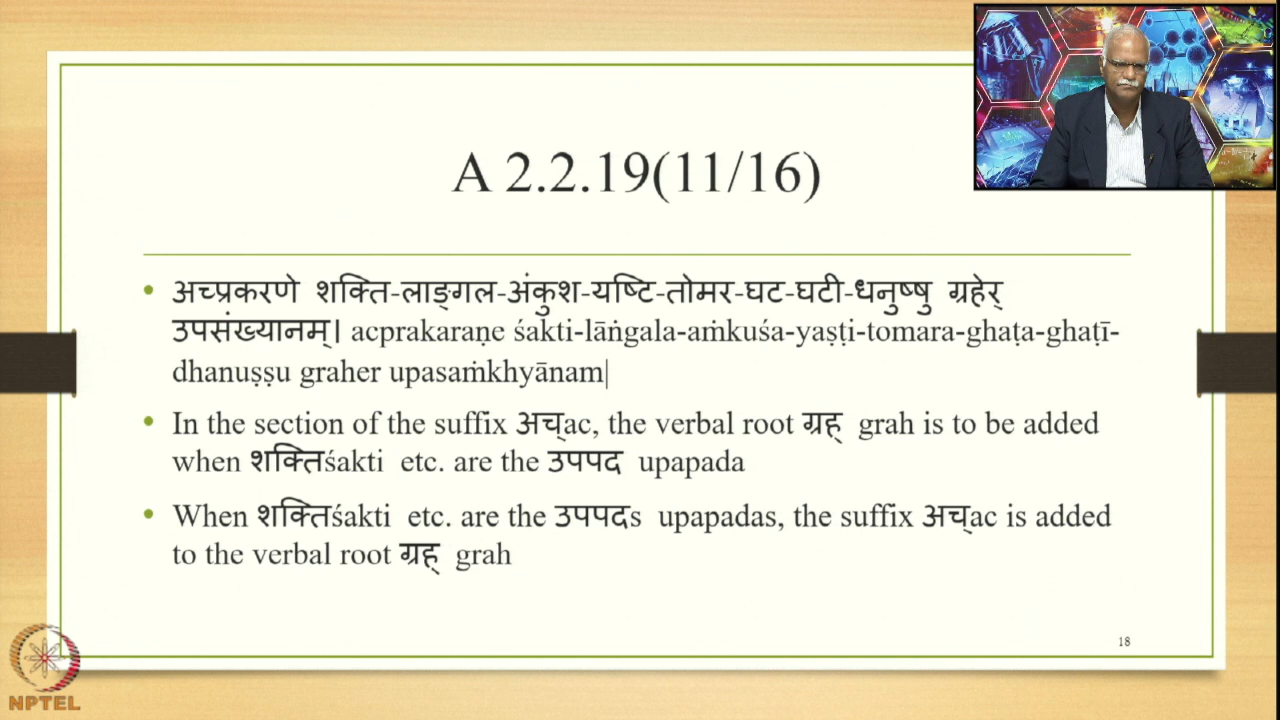 A 2.2.19(11/16)
• अच्प्रकरणे शक्ति-लाङ्गल-अंकुश-यष्टि-तोमर-घट-घटी-धनुष्षु ग्रहेर्
उपसंख्यानम्। acprakaraṇe śakti-lāṅgala-aṁkuśa-yaṣṭi-tomara-ghaṭa-ghaṭī-
dhanuṣṣu graher upasaṁkhyānam|
• In the section of the suffix अच्ac, the verbal root ग्रह् grah is to be added
when शक्तिśakti etc. are the उपपद upapada
• When शक्तिśakti etc. are the उपपदs upapadas, the suffix अच्ac is added
to the verbal root ग्रह् grah
18
NPTEL